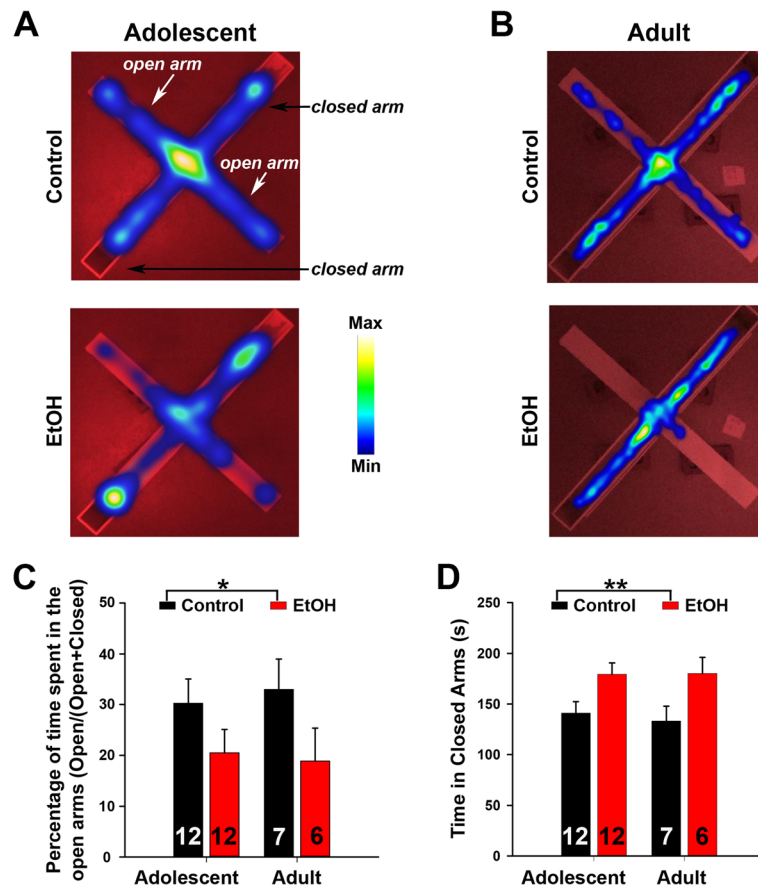 A
Adolescent
Control
open arm
closed arm
open arm
closed arm
EtOH
Max
Min
B
Adult
Control
EtOH
C
Percentage of time spent in the
open arms (Open/(Open+Closed)
*
Control EtOH
50
40
30
20
10
0
12 12 7 6
Adolescent Adult
D
Time in Closed Arms (s)
**
Control EtOH
250
200
150
100
50
0
12 12 7 6
Adolescent Adult